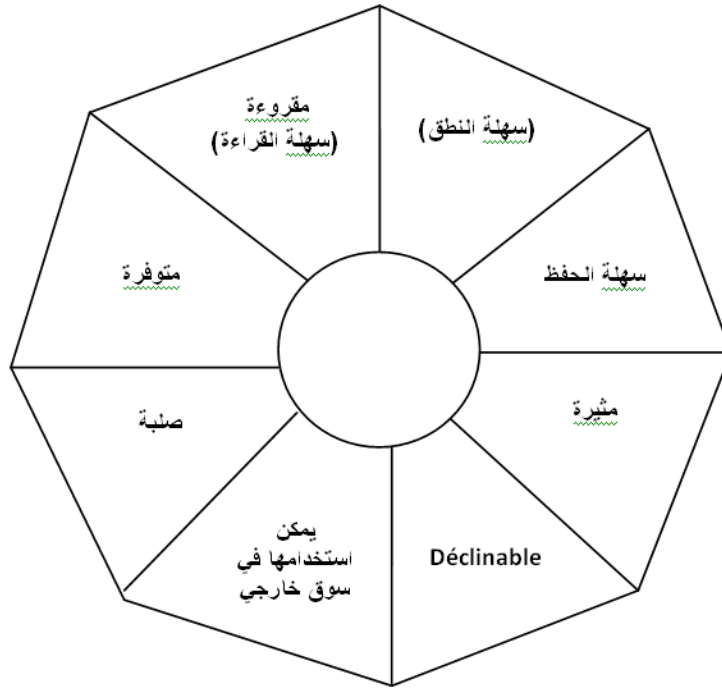 مقروءة
(سهلة القراءة)
(سهلة النطق)
سهلة الحفظ
متوفرة
مثيرة
صلبة
يمكن
استخدامها في
سوق خارجي
Déclinable